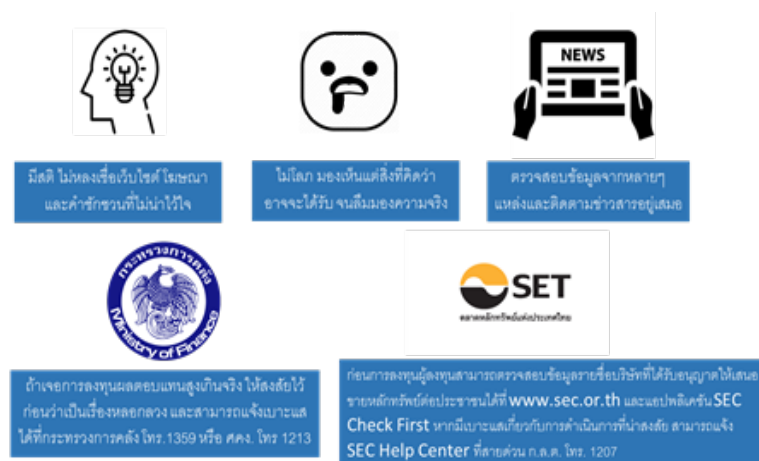 NEWS
มีสติ ไม่หลงเชื่อเว็บไซต์ โฆษณา
และคำชักชวนที่ไม่น่าไว้ใจ
ไม่โลภ มองเห็นแต่สิ่งที่คิดว่า
อาจจะได้รับ จนลืมมองความจริง
ตรวจสอบข้อมูลจากหลายๆ
แหล่งและติดตามข่าวสารอยู่เสมอ
กระทรวงการคลัง
Ministry of Finance
SET
ตลาดหลักทรัพย์แห่งประเทศไทย
ถ้าเจอการลงทุนผลตอบแทนสูงเกินจริง ให้สงสัยไว้
ก่อนว่าเป็นเรื่องหลอกลวง และสามารถแจ้งเบาะแส
ได้ที่กระทรวงการคลัง โทร.1359 หรือ ศคง. โทร 1213
ก่อนการลงทุนผู้ลงทุนสามารถตรวจสอบข้อมูลรายชื่อบริษัทที่ได้รับอนุญาตให้เสนอ
ขายหลักทรัพย์ต่อประชาชนได้ที่ www.sec.or.th และแอปพลิเคชัน SEC
Check First หากมีเบาะแสเกี่ยวกับการดำเนินการที่น่าสงสัย สามารถแจ้ง
SEC Help Center ที่สายด่วน ก.ล.ต. โทร. 1207